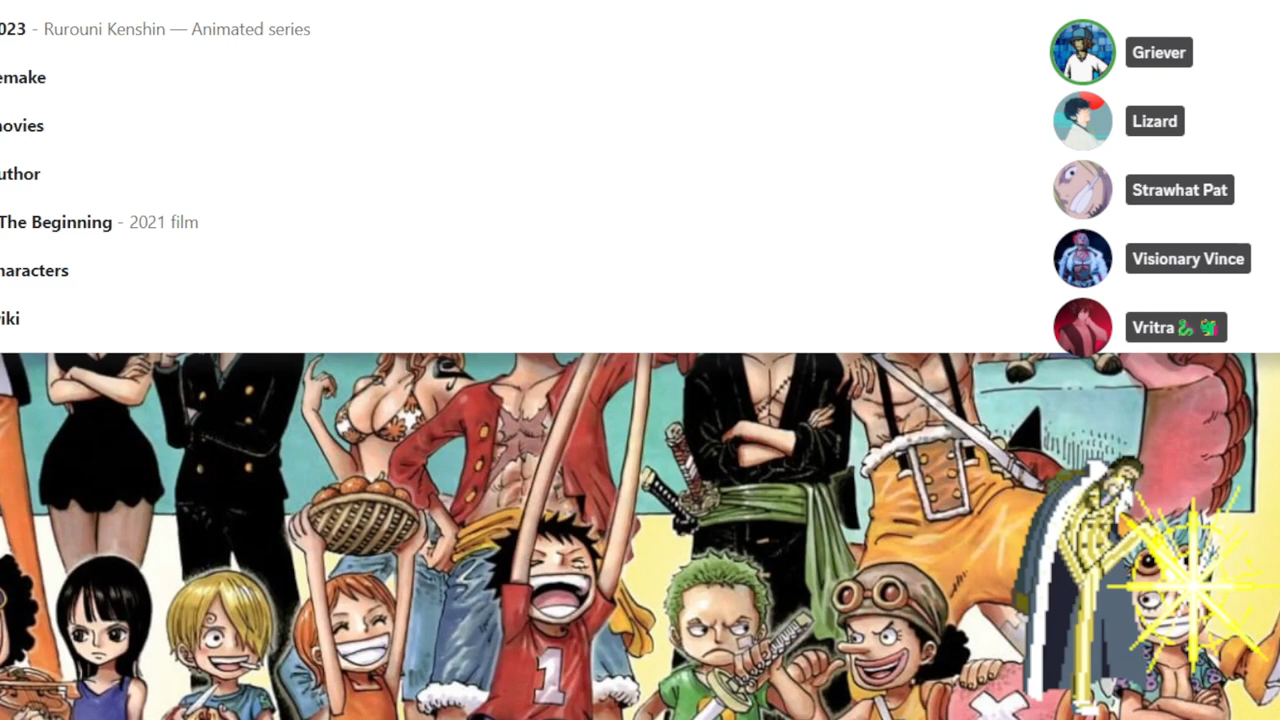 023 - Rurouni Kenshin — Animated series
emake
novies
uthor
The Beginning - 2021 film
naracters
iki
Griever
Lizard
Strawhat Pat
Visionary Vince
Vritra
1